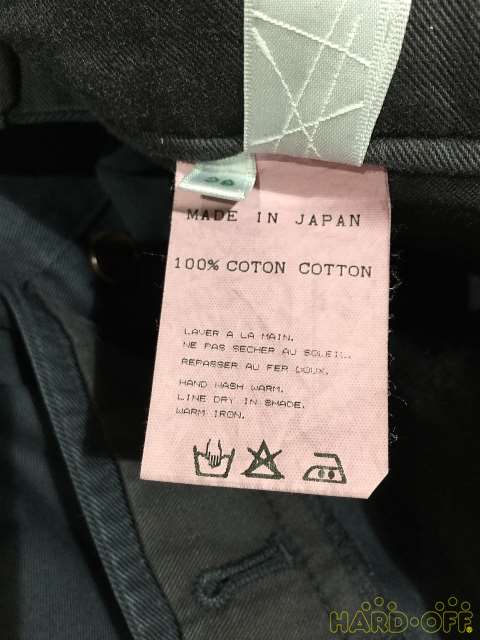 MADE IN JAPAN
100% COTON COTTON
LAVER A LA MAIN.
NE PAS SECHER AU SOLEIL.
REPASSER AU FER DOUX.
HAND WASH WARM.
LINE DRY IN SHADE.
WARM IRON.
HARD·OFF